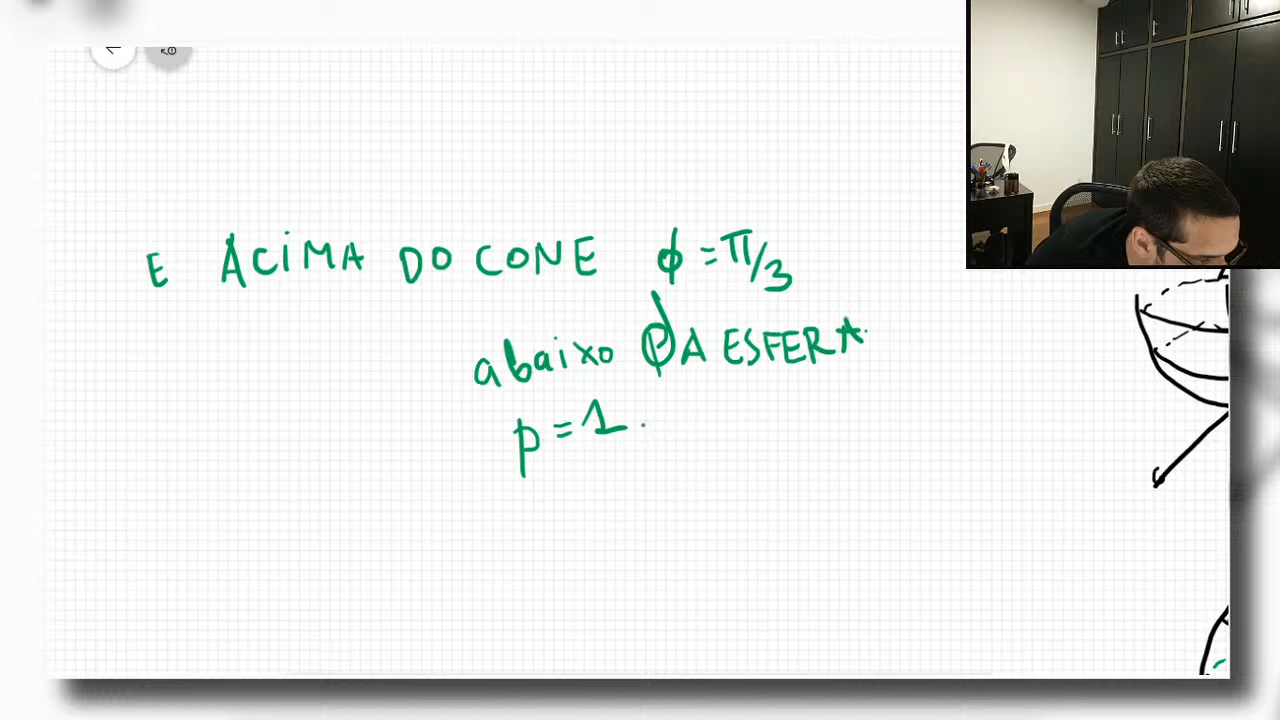 E ACIMA DO CONE ϕ = π/3
abaixo DA ESFERA
ρ = 1.